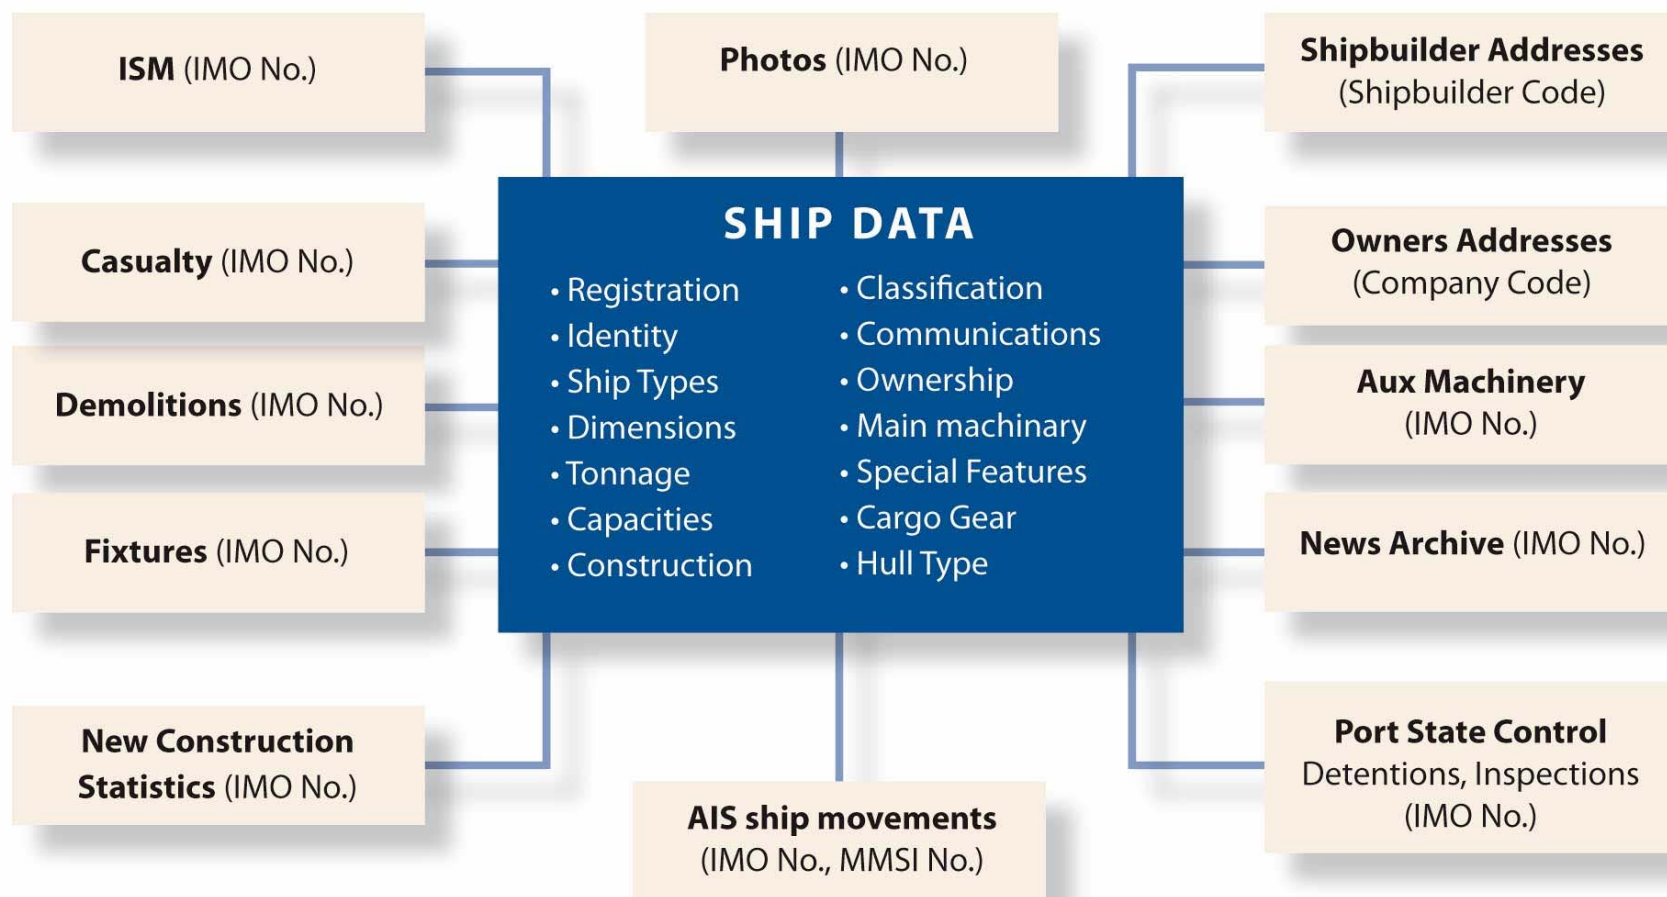 ISM (IMO No.)
Photos (IMO No.)
Shipbuilder Addresses
(Shipbuilder Code)
Casualty (IMO No.)
Demolitions (IMO No.)
Fixtures (IMO No.)
New Construction
Statistics (IMO No.)
SHIP DATA
• Registration
• Identity
• Ship Types
• Dimensions
• Tonnage
• Capacities
• Construction
• Classification
• Communications
• Ownership
• Main machinary
• Special Features
• Cargo Gear
• Hull Type
Owners Addresses
(Company Code)
Aux Machinery
(IMO No.)
News Archive (IMO No.)
Port State Control
Detentions, Inspections
(IMO No.)
AIS ship movements
(IMO No., MMSI No.)